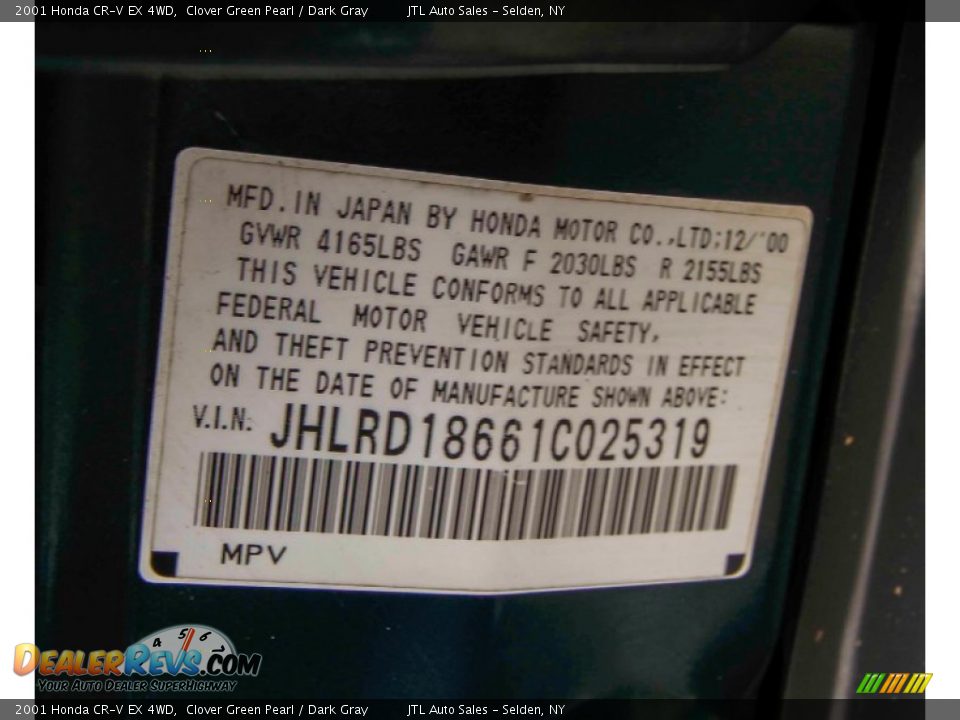 2001 Honda CR-V EX 4WD, Clover Green Pearl / Dark Gray JTL Auto Sales - Selden, NY
MFD. IN JAPAN BY HONDA MOTOR CO.,LTD;12/'00
GVWR 4165LBS GAWR F 2030LBS R 2155LBS
THIS VEHICLE CONFORMS TO ALL APPLICABLE
FEDERAL MOTOR VEHICLE SAFETY,
AND THEFT PREVENTION STANDARDS IN EFFECT
ON THE DATE OF MANUFACTURE SHOWN ABOVE:
V.I.N: JHLRD18661C025319
MPV
4 5 6
DEALERREVS.COM
YOUR AUTO DEALER SUPERHIGHWAY
2001 Honda CR-V EX 4WD, Clover Green Pearl / Dark Gray JTL Auto Sales - Selden, NY